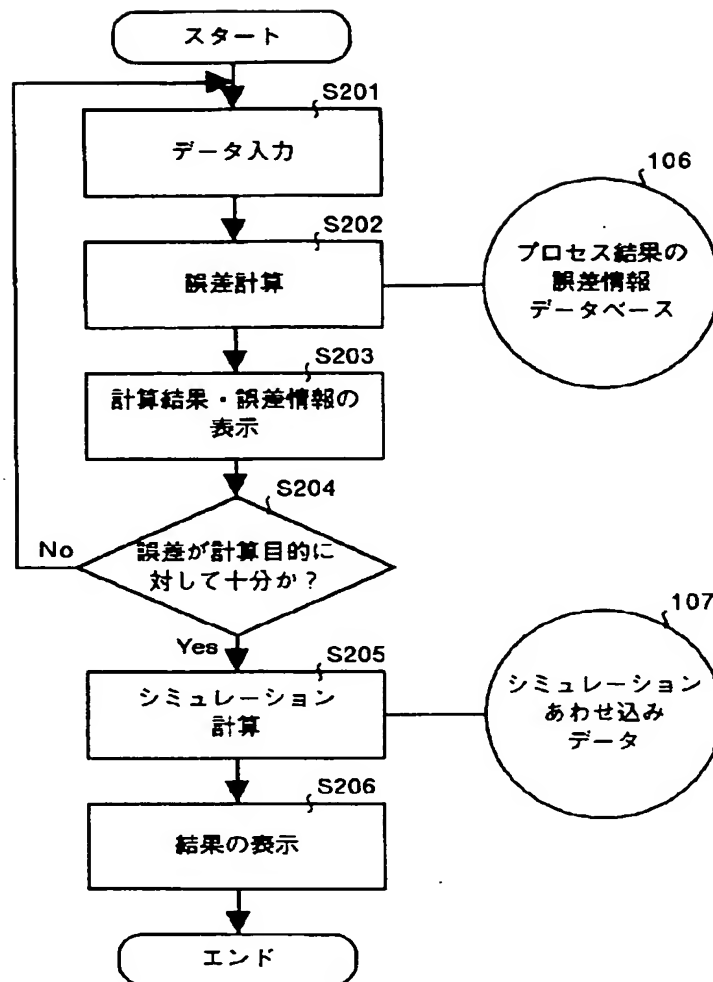 スタート
S201
データ入力
S202
誤差計算
106
プロセス結果の
誤差情報
データベース
S203
計算結果・誤差情報の
表示
S204
No
誤差が計算目的に
対して十分か？
Yes
S205
シミュレーション
計算
107
シミュレーション
あわせ込み
データ
S206
結果の表示
エンド